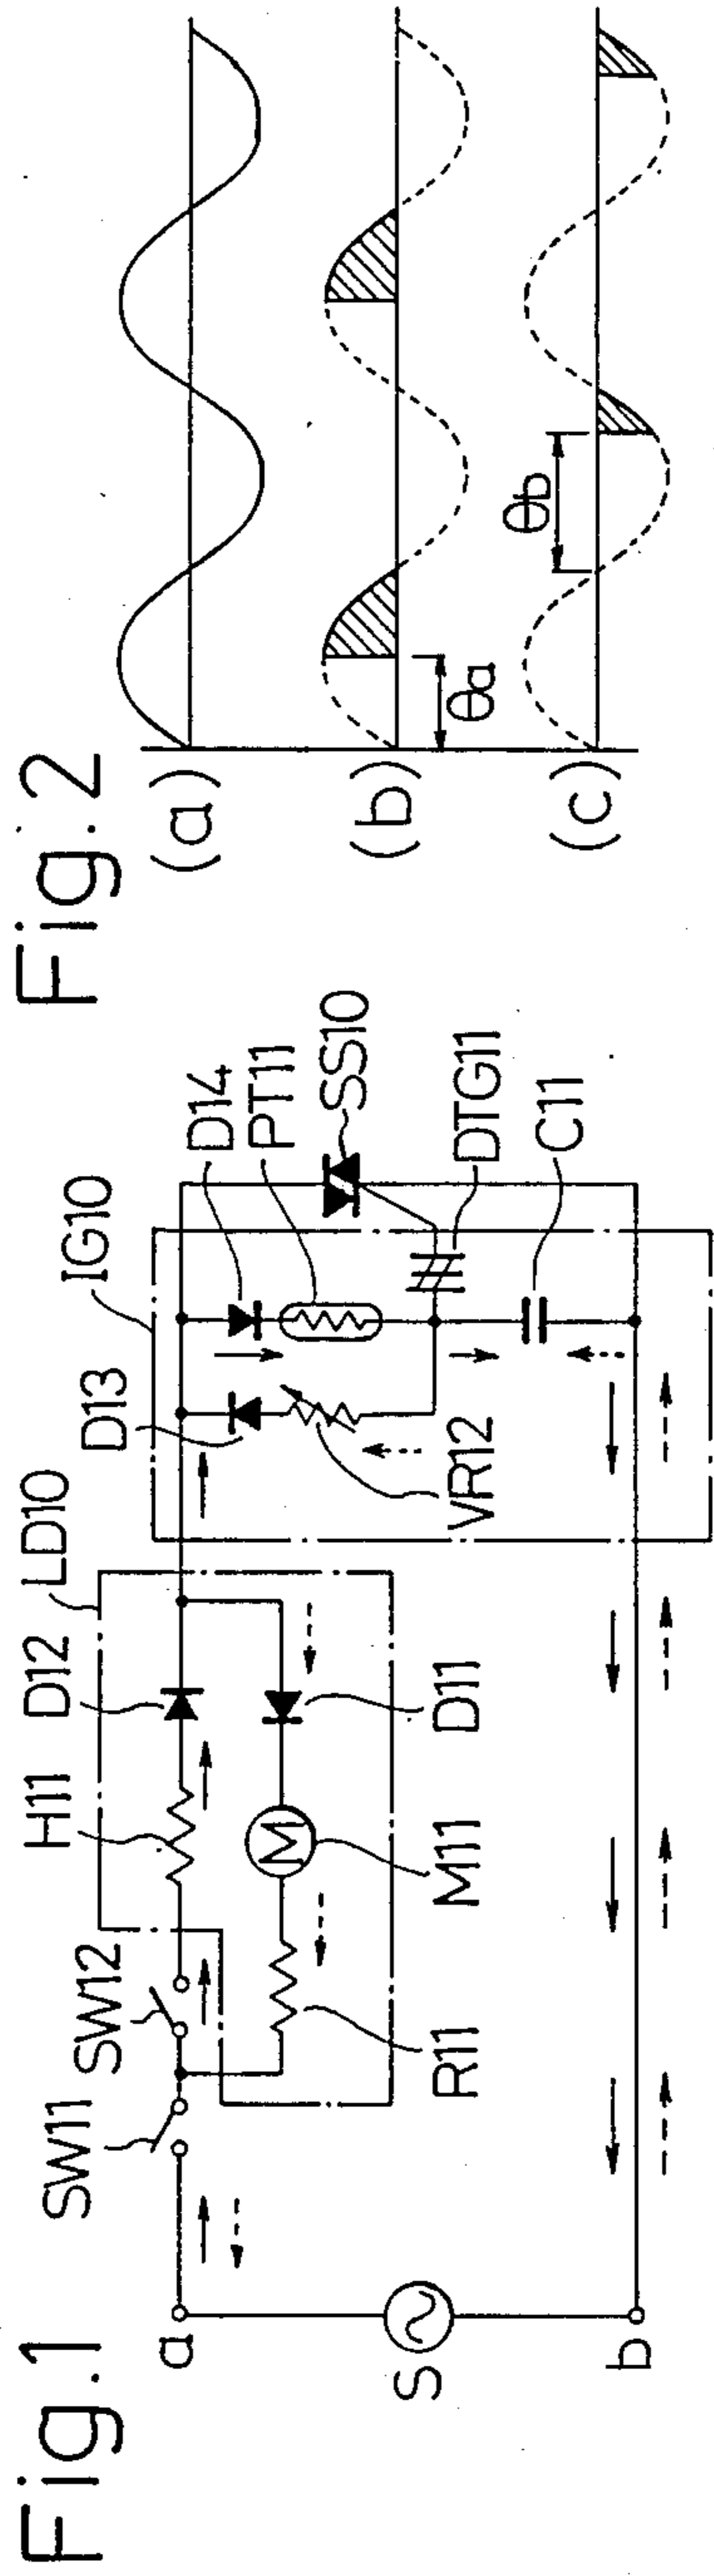 Fig.1
SW11
SW12
H11
D12
LD10
D13
IG10
D14
PT11
SS10
DTG11
C11
VR12
D11
M
M11
R11
a
S
b
Fig.2
(a)
(b)
θa
(c)
θb